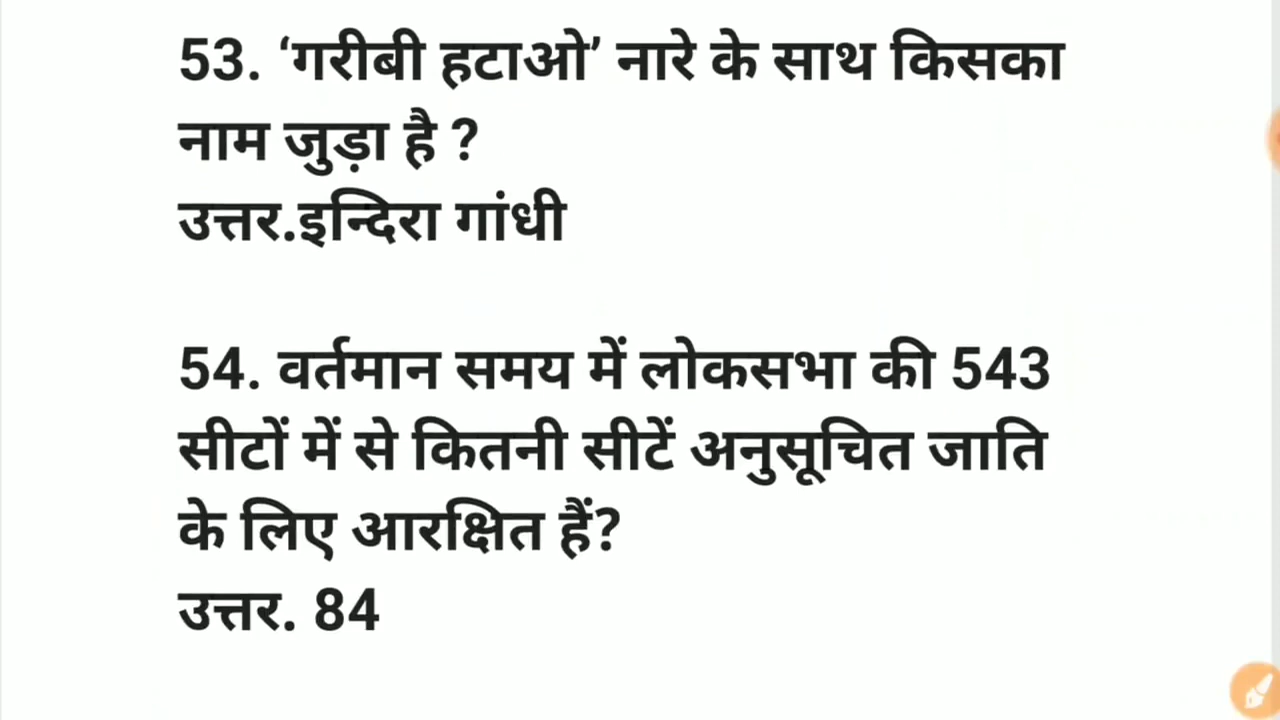 53. ‘गरीबी हटाओ’ नारे के साथ किसका
नाम जुड़ा है ?
उत्तर.इन्दिरा गांधी
54. वर्तमान समय में लोकसभा की 543
सीटों में से कितनी सीटें अनुसूचित जाति
के लिए आरक्षित हैं?
उत्तर. 84